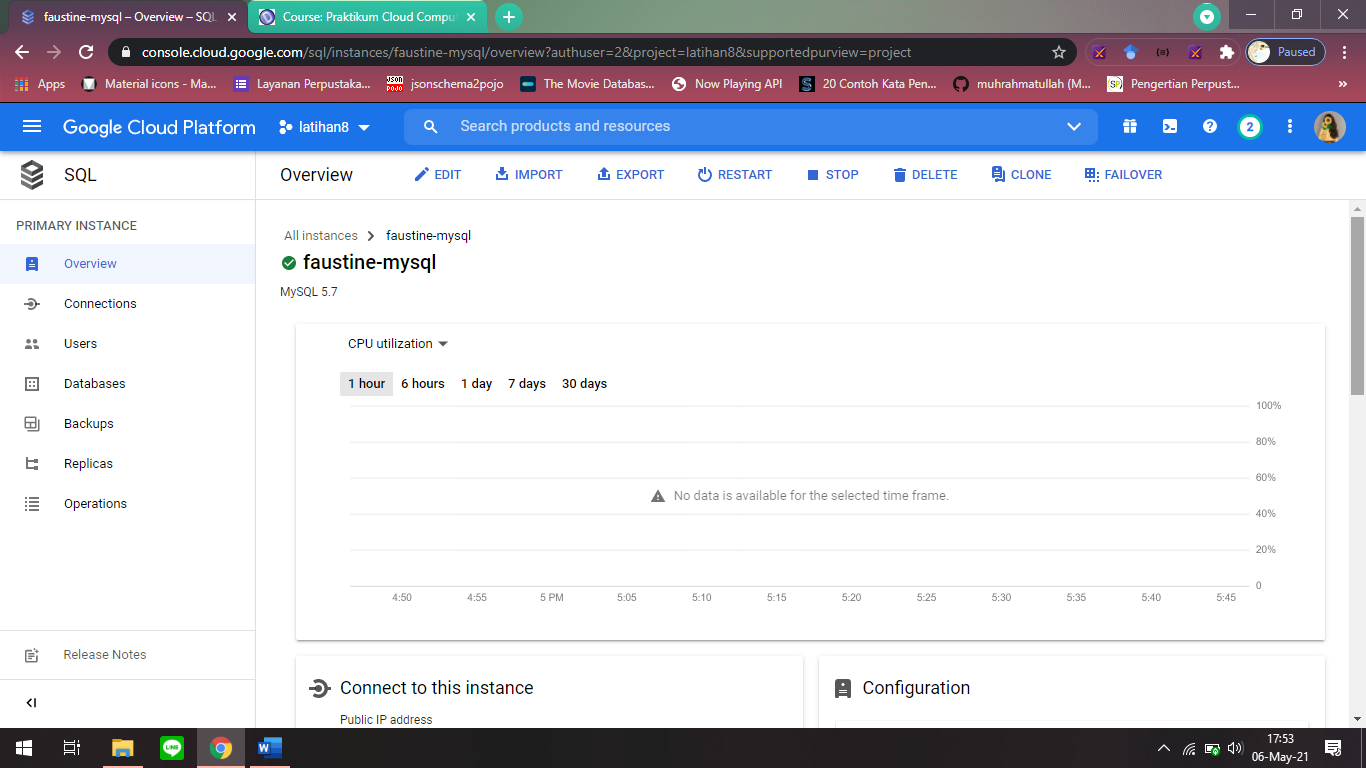 faustine-mysql – Overview – SQL
Course: Praktikum Cloud Compu
console.cloud.google.com/sql/instances/faustine-mysql/overview?authuser=2&project=latihan8&supportedpurview=project
Paused
Apps
Material icons - Ma...
Layanan Perpustaka...
JSON
POJO
jsonschema2pojo
The Movie Databas...
Now Playing API
20 Contoh Kata Pen...
muhrahmatullah (M...
Pengertian Perpust...
Google Cloud Platform
latihan8
Search products and resources
2
SQL
Overview
EDIT
IMPORT
EXPORT
RESTART
STOP
DELETE
CLONE
FAILOVER
PRIMARY INSTANCE
Overview
Connections
Users
Databases
Backups
Replicas
Operations
Release Notes
All instances
faustine-mysql
faustine-mysql
MySQL 5.7
CPU utilization
1 hour 6 hours 1 day 7 days 30 days
100%
80%
60%
No data is available for the selected time frame.
40%
20%
0
4:50 4:55 5 PM 5:05 5:10 5:15 5:20 5:25 5:30 5:35 5:40 5:45
Connect to this instance
Public IP address
Configuration
LINE
17:53
06-May-21